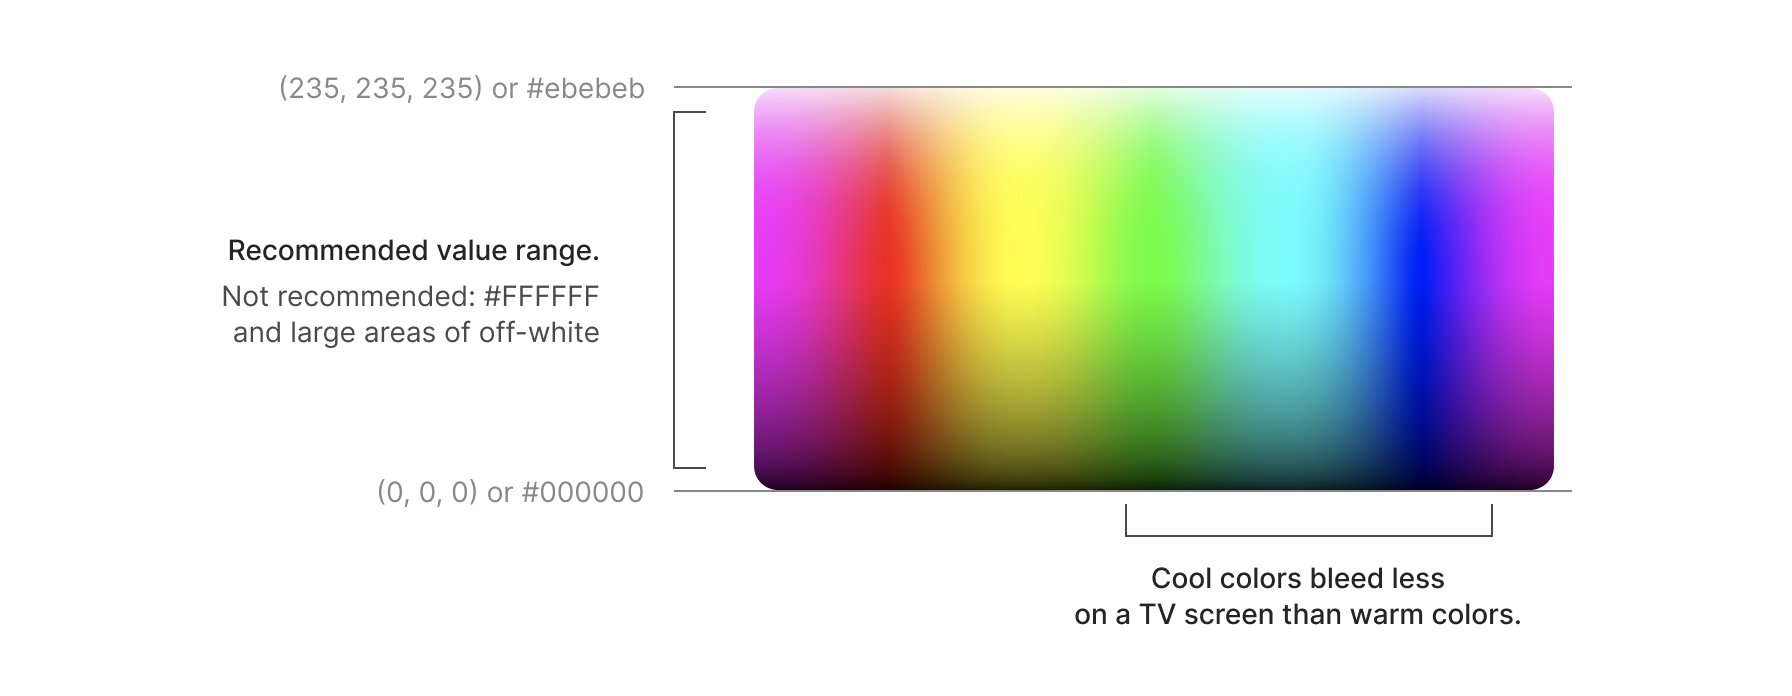 (235, 235, 235) or #ebebeb
Recommended value range.
Not recommended: #FFFFFF
and large areas of off-white
(0, 0, 0) or #000000
Cool colors bleed less
on a TV screen than warm colors.